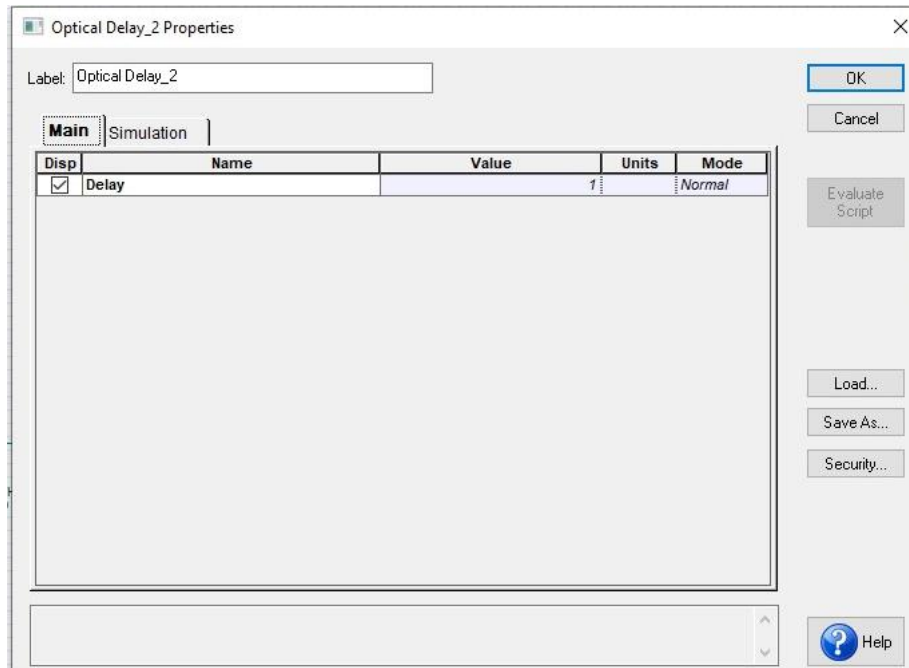 Optical Delay_2 Properties
Label: Optical Delay_2
OK
Cancel
Main Simulation
Disp Name Value Units Mode
Delay 1 Normal
Evaluate
Script
Load...
Save As...
Security...
Help